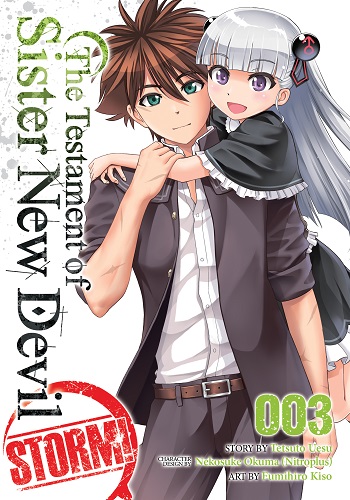 The Testament of
Sister New Devil
STORM!
003
STORY BY Tetsuto Uesu
CHARACTER
DESIGN BY Nekosuke Okuma (Nitroplus)
ART BY Fumihiro Kiso